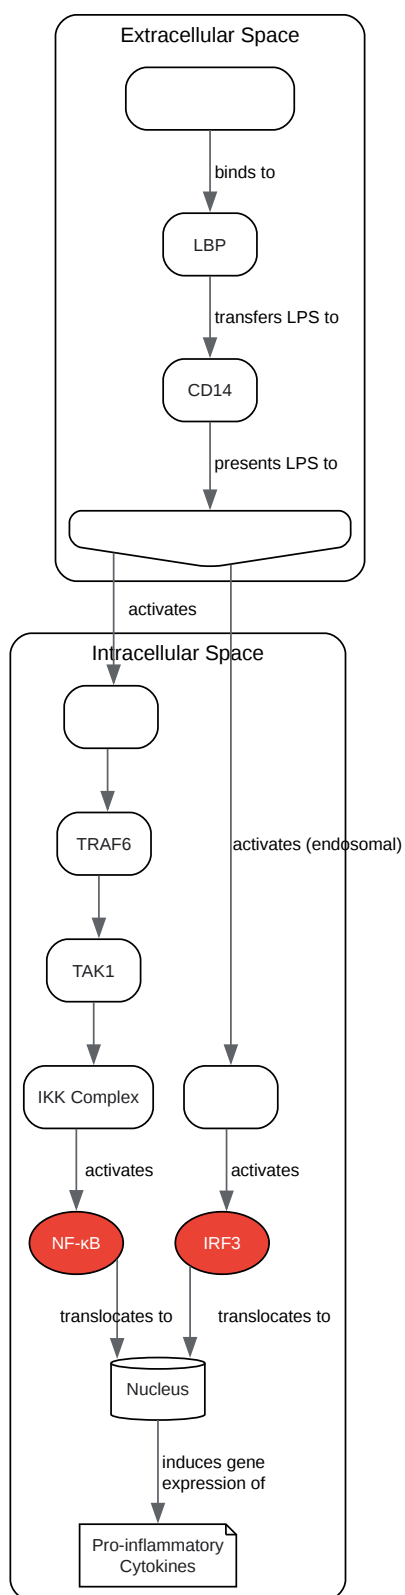 Extracellular Space
binds to
LBP
transfers LPS to
CD14
presents LPS to
activates
Intracellular Space
TRAF6
activates (endosomal)
TAK1
IKK Complex
activates
activates
NF-κB
IRF3
translocates to
translocates to
Nucleus
induces gene
expression of
Pro-inflammatory
Cytokines